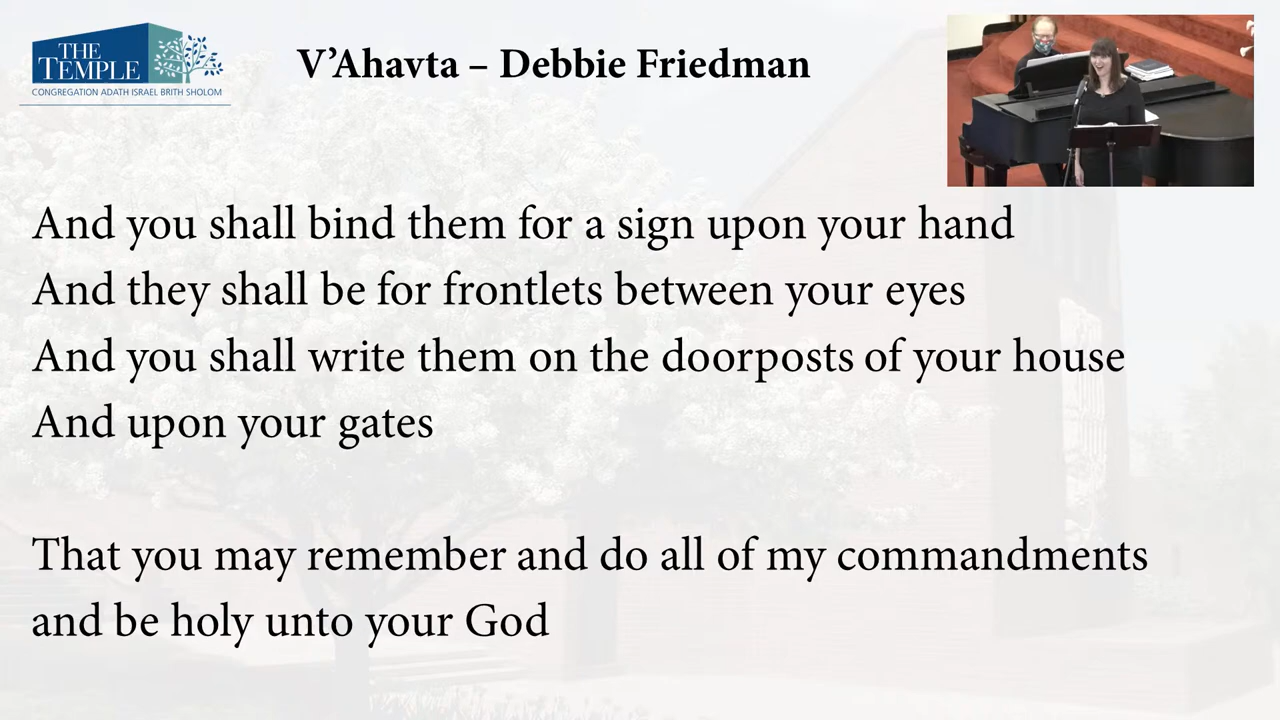 THE
TEMPLE
CONGREGATION ADATH ISRAEL BRITH SHOLOM
V’Ahavta – Debbie Friedman
And you shall bind them for a sign upon your hand
And they shall be for frontlets between your eyes
And you shall write them on the doorposts of your house
And upon your gates
That you may remember and do all of my commandments
and be holy unto your God